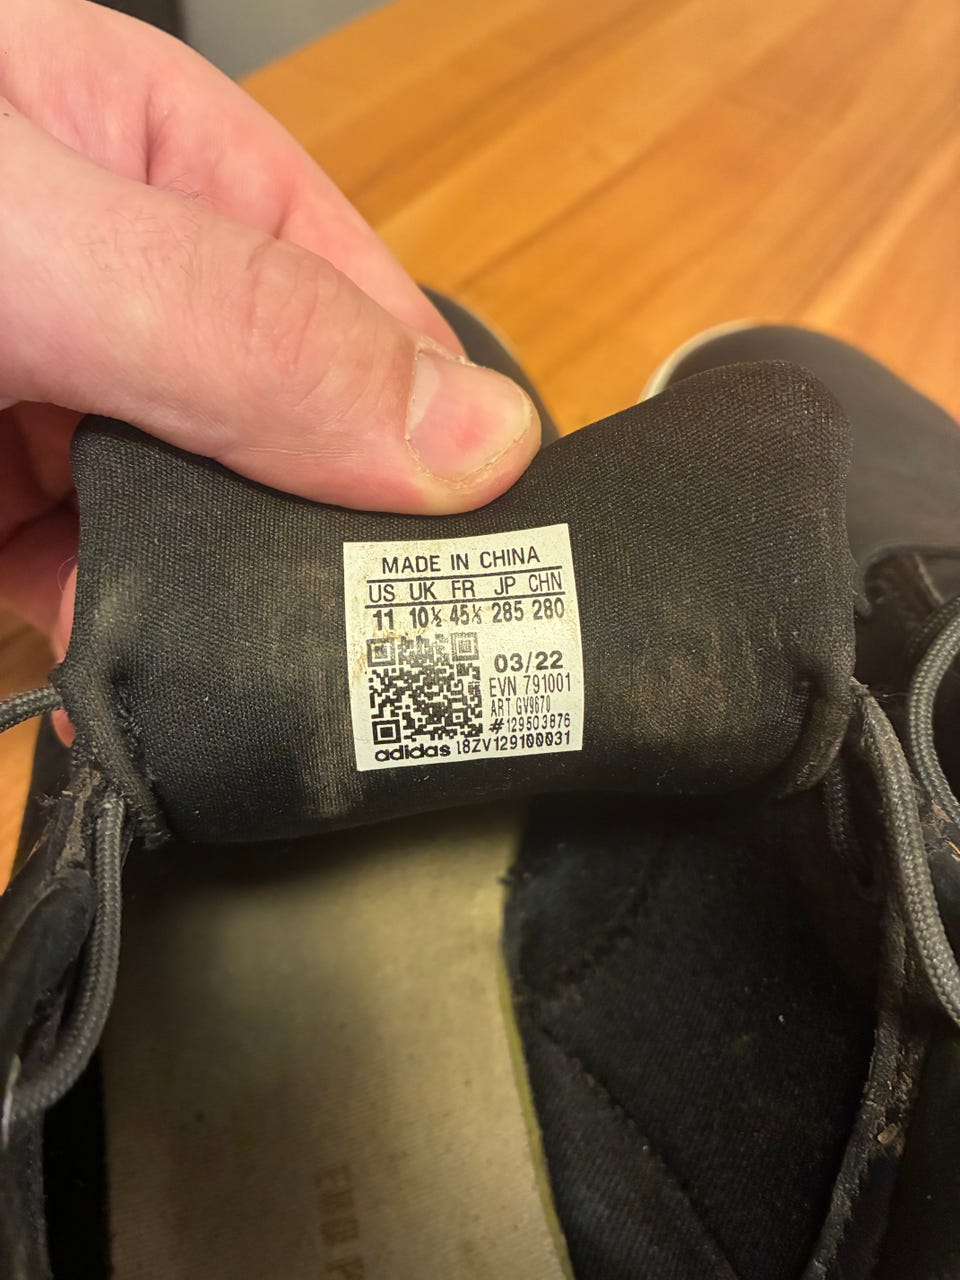 MADE IN CHINA
US UK FR JP CHN
11 10½ 45⅓ 285 280
03/22
EVN 791001
ART GV9670
#129503876
adidas 18ZV129100031